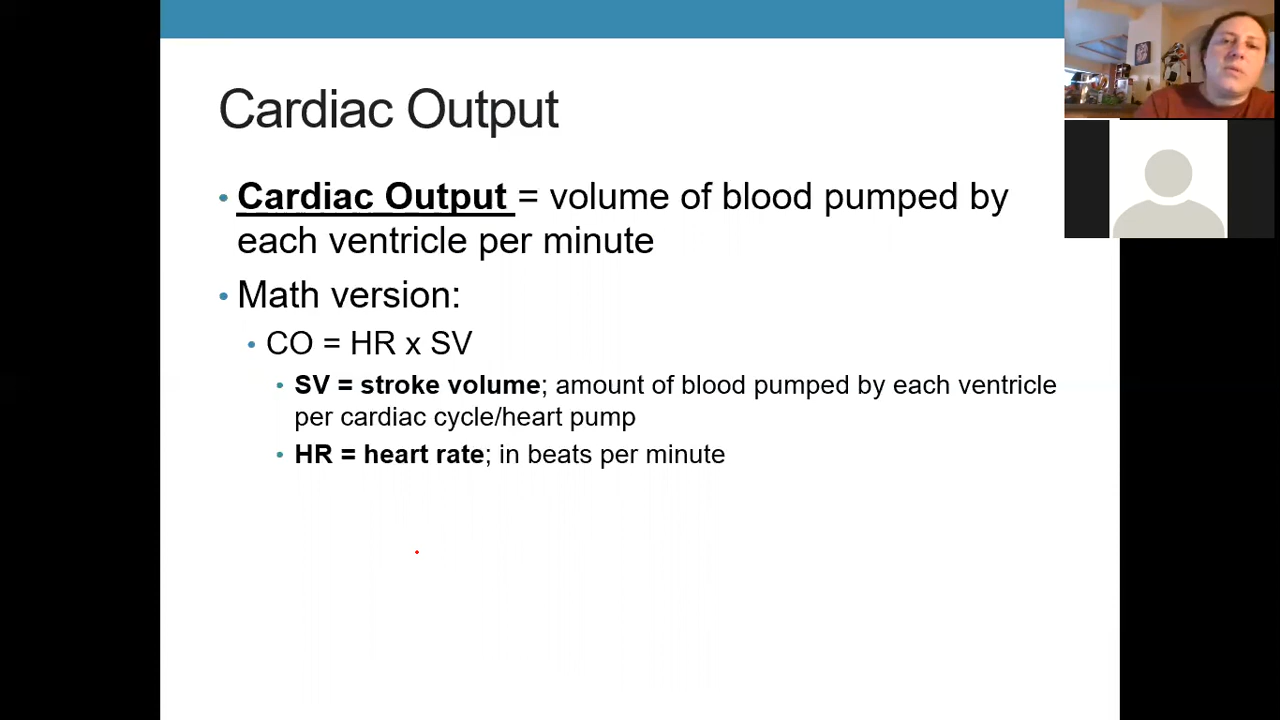 Cardiac Output
• Cardiac Output = volume of blood pumped by
each ventricle per minute
• Math version:
• CO = HR x SV
• SV = stroke volume; amount of blood pumped by each ventricle
per cardiac cycle/heart pump
• HR = heart rate; in beats per minute